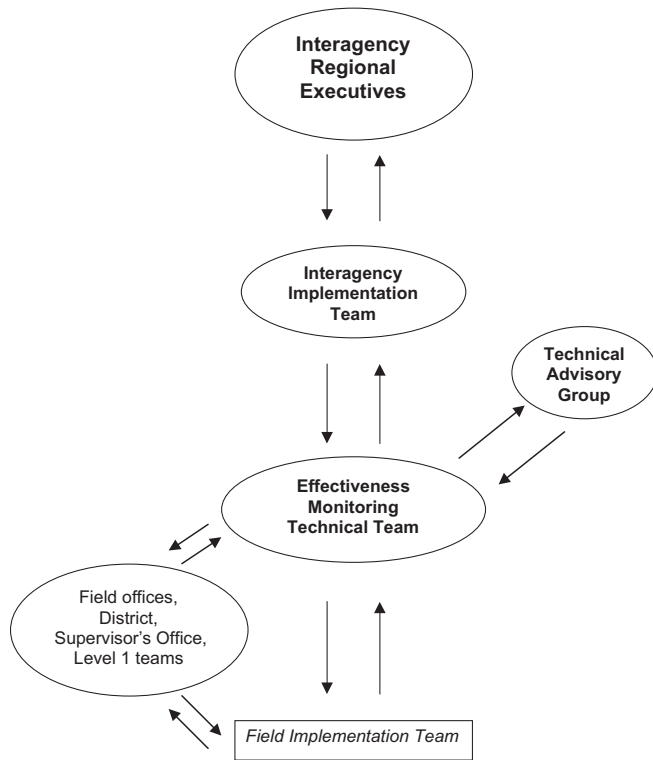 Interagency
Regional
Executives
Interagency
Implementation
Team
Technical
Advisory
Group
Effectiveness
Monitoring
Technical Team
Field offices,
District,
Supervisor's Office,
Level 1 teams
Field Implementation Team